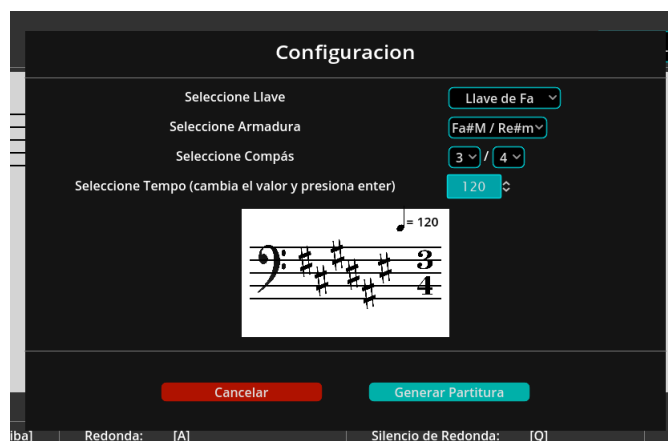 Configuracion
Seleccione Llave Llave de Fa
Seleccione Armadura Fa#M / Re#m
Seleccione Compás 3 / 4
Seleccione Tempo (cambia el valor y presiona enter) 120
= 120
3
4
Cancelar Generar Partitura
iba] Redonda: [A] Silencio de Redonda: [Q]